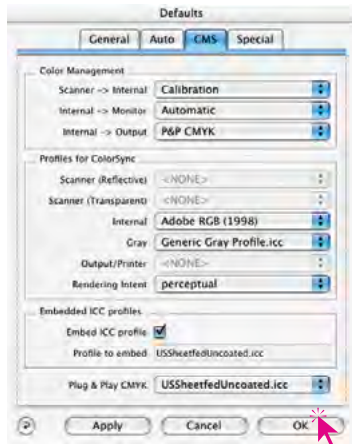 Defaults
General Auto CMS Special
Color Management
Scanner -> Internal Calibration
Internal -> Monitor Automatic
Internal -> Output P&P CMYK
Profiles for ColorSync
Scanner (Reflective) <NONE>
Scanner (Transparent) <NONE>
Internal Adobe RGB (1998)
Gray Generic Gray Profile.icc
Output/Printer <NONE>
Rendering Intent perceptual
Embedded ICC profiles
Embed ICC profile
Profile to embed USSheetfedUncoated.icc
Plug & Play CMYK USSheetfedUncoated.icc
Apply Cancel OK